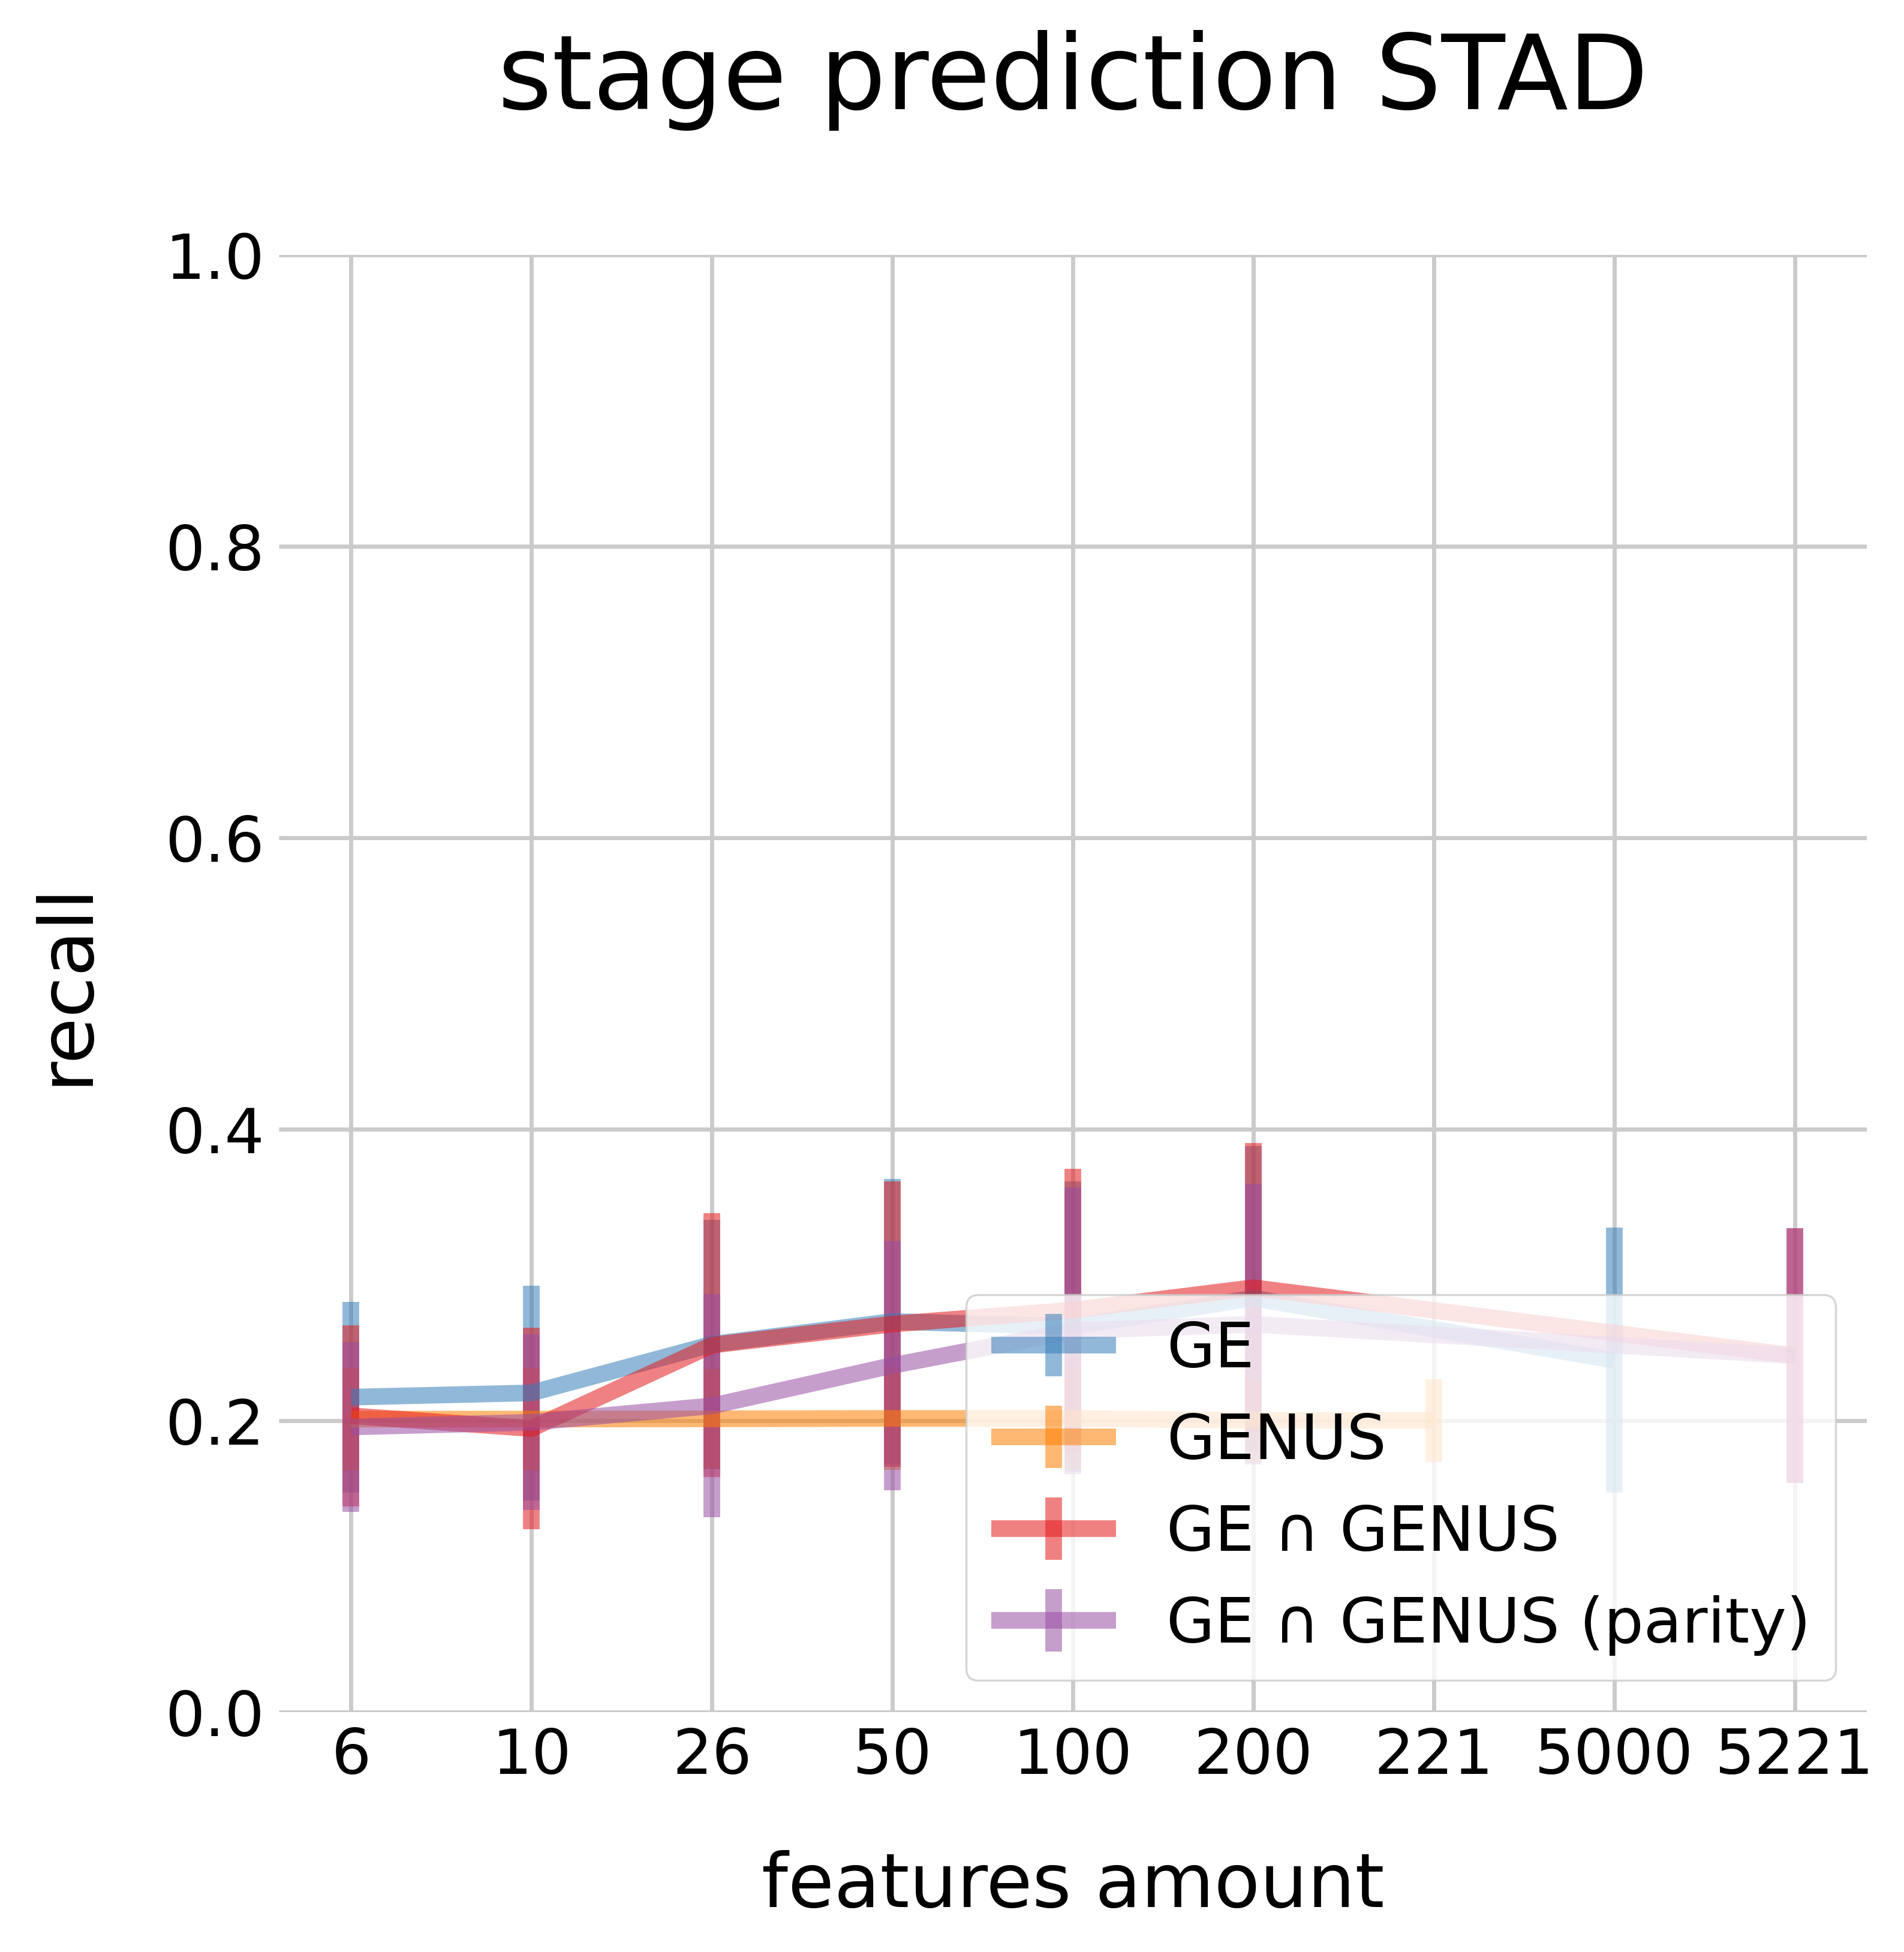 stage prediction STAD
1.0
0.8
0.6
0.4
0.2
0.0
recall
GE
GENUS
GE ∩ GENUS
GE ∩ GENUS (parity)
6 10 26 50 100 200 221 5000 5221
features amount